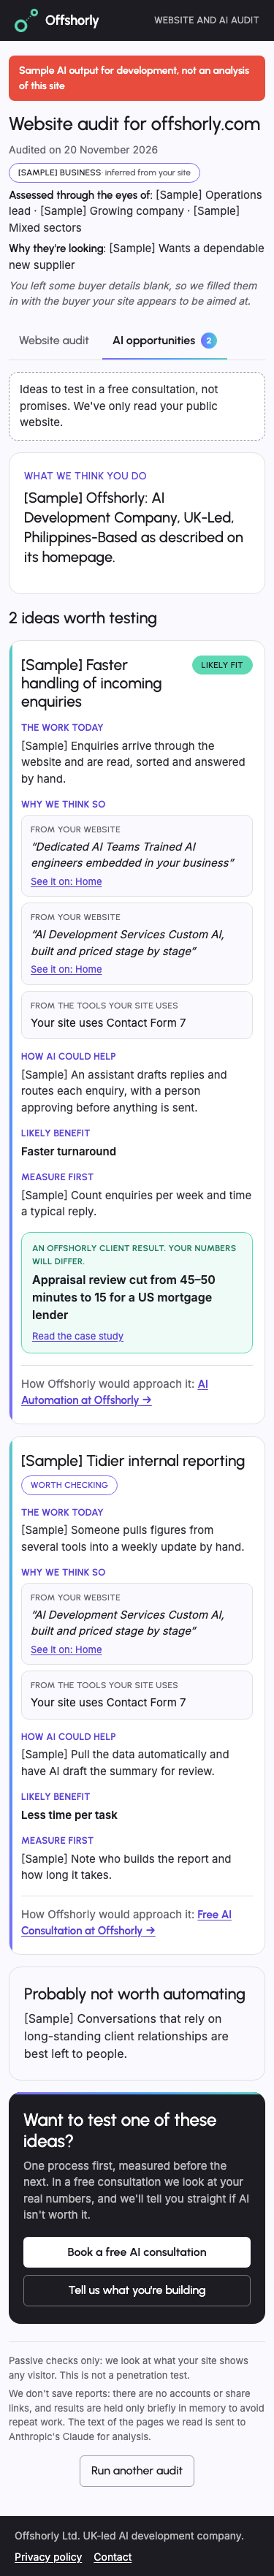 Offshorly
WEBSITE AND AI AUDIT
Sample AI output for development, not an analysis
of this site
Website audit for offshorly.com
Audited on 20 November 2026
[SAMPLE] BUSINESS · inferred from your site
Assessed through the eyes of: [Sample] Operations
lead · [Sample] Growing company · [Sample]
Mixed sectors
Why they're looking: [Sample] Wants a dependable
new supplier
You left some buyer details blank, so we filled them
in with the buyer your site appears to be aimed at.
Website audit
AI opportunities 2
Ideas to test in a free consultation, not
promises. We've only read your public
website.
WHAT WE THINK YOU DO
[Sample] Offshorly: AI
Development Company, UK-Led,
Philippines-Based as described on
its homepage.
2 ideas worth testing
[Sample] Faster
handling of incoming
enquiries
LIKELY FIT
THE WORK TODAY
[Sample] Enquiries arrive through the
website and are read, sorted and answered
by hand.
WHY WE THINK SO
FROM YOUR WEBSITE
“Dedicated AI Teams Trained AI
engineers embedded in your business”
See it on: Home
FROM YOUR WEBSITE
“AI Development Services Custom AI,
built and priced stage by stage”
See it on: Home
FROM THE TOOLS YOUR SITE USES
Your site uses Contact Form 7
HOW AI COULD HELP
[Sample] An assistant drafts replies and
routes each enquiry, with a person
approving before anything is sent.
LIKELY BENEFIT
Faster turnaround
MEASURE FIRST
[Sample] Count enquiries per week and time
a typical reply.
AN OFFSHORLY CLIENT RESULT. YOUR NUMBERS
WILL DIFFER.
Appraisal review cut from 45–50
minutes to 15 for a US mortgage
lender
Read the case study
How Offshorly would approach it: AI
Automation at Offshorly →
[Sample] Tidier internal reporting
WORTH CHECKING
THE WORK TODAY
[Sample] Someone pulls figures from
several tools into a weekly update by hand.
WHY WE THINK SO
FROM YOUR WEBSITE
“AI Development Services Custom AI,
built and priced stage by stage”
See it on: Home
FROM THE TOOLS YOUR SITE USES
Your site uses Contact Form 7
HOW AI COULD HELP
[Sample] Pull the data automatically and
have AI draft the summary for review.
LIKELY BENEFIT
Less time per task
MEASURE FIRST
[Sample] Note who builds the report and
how long it takes.
How Offshorly would approach it: Free AI
Consultation at Offshorly →
Probably not worth automating
[Sample] Conversations that rely on
long-standing client relationships are
best left to people.
Want to test one of these
ideas?
One process first, measured before the
next. In a free consultation we look at your
real numbers, and we'll tell you straight if AI
isn't worth it.
Book a free AI consultation
Tell us what you're building
Passive checks only: we look at what your site shows
any visitor. This is not a penetration test.
We don't save reports: there are no accounts or share
links, and results are held only briefly in memory to avoid
repeat work. The text of the pages we read is sent to
Anthropic's Claude for analysis.
Run another audit
Offshorly Ltd. UK-led AI development company.
Privacy policy Contact